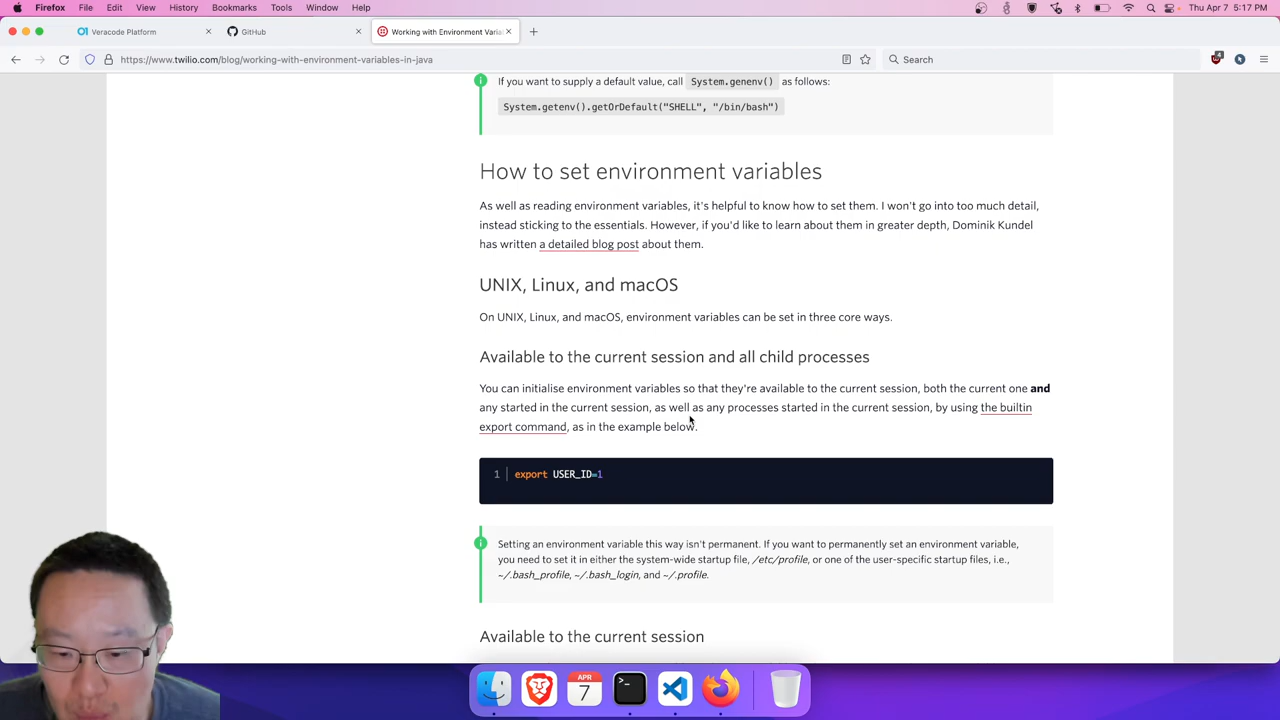 Firefox File Edit View History Bookmarks Tools Window Help Thu Apr 7 5:17 PM
Veracode Platform GitHub Working with Environment Varia
https://www.twilio.com/blog/working-with-environment-variables-in-java Search
4
If you want to supply a default value, call System.genenv() as follows:
System.getenv().getOrDefault("SHELL", "/bin/bash")
How to set environment variables
As well as reading environment variables, it's helpful to know how to set them. I won't go into too much detail,
instead sticking to the essentials. However, if you'd like to learn about them in greater depth, Dominik Kundel
has written a detailed blog post about them.
UNIX, Linux, and macOS
On UNIX, Linux, and macOS, environment variables can be set in three core ways.
Available to the current session and all child processes
You can initialise environment variables so that they're available to the current session, both the current one and
any started in the current session, as well as any processes started in the current session, by using the builtin
export command, as in the example below.
1 export USER_ID=1
Setting an environment variable this way isn't permanent. If you want to permanently set an environment variable,
you need to set it in either the system-wide startup file, /etc/profile, or one of the user-specific startup files, i.e.,
~/.bash_profile, ~/.bash_login, and ~/.profile.
Available to the current session
APR
7